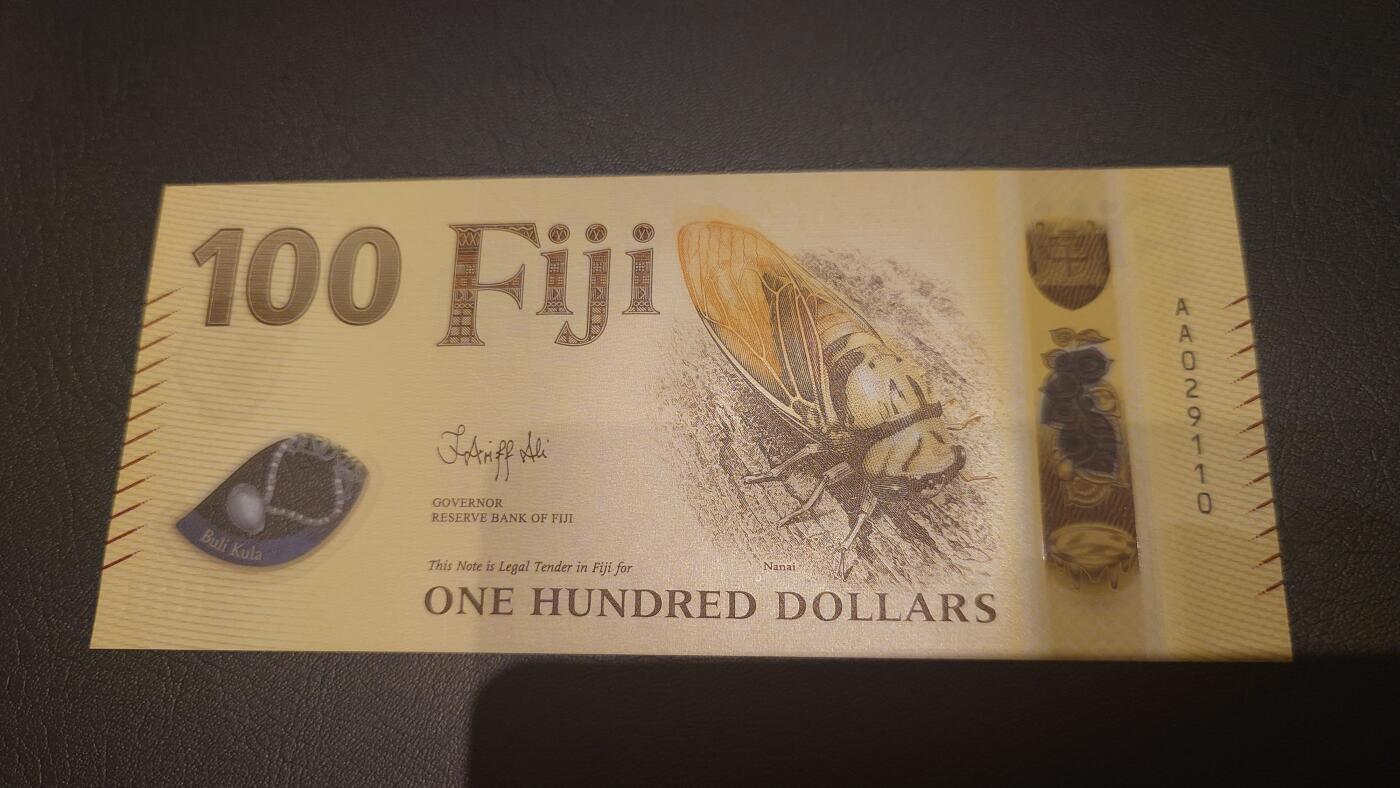 100 Fiji
Buli Kula
GOVERNOR
RESERVE BANK OF FIJI
This Note is Legal Tender in Fiji for
Nanai
ONE HUNDRED DOLLARS
AA029110